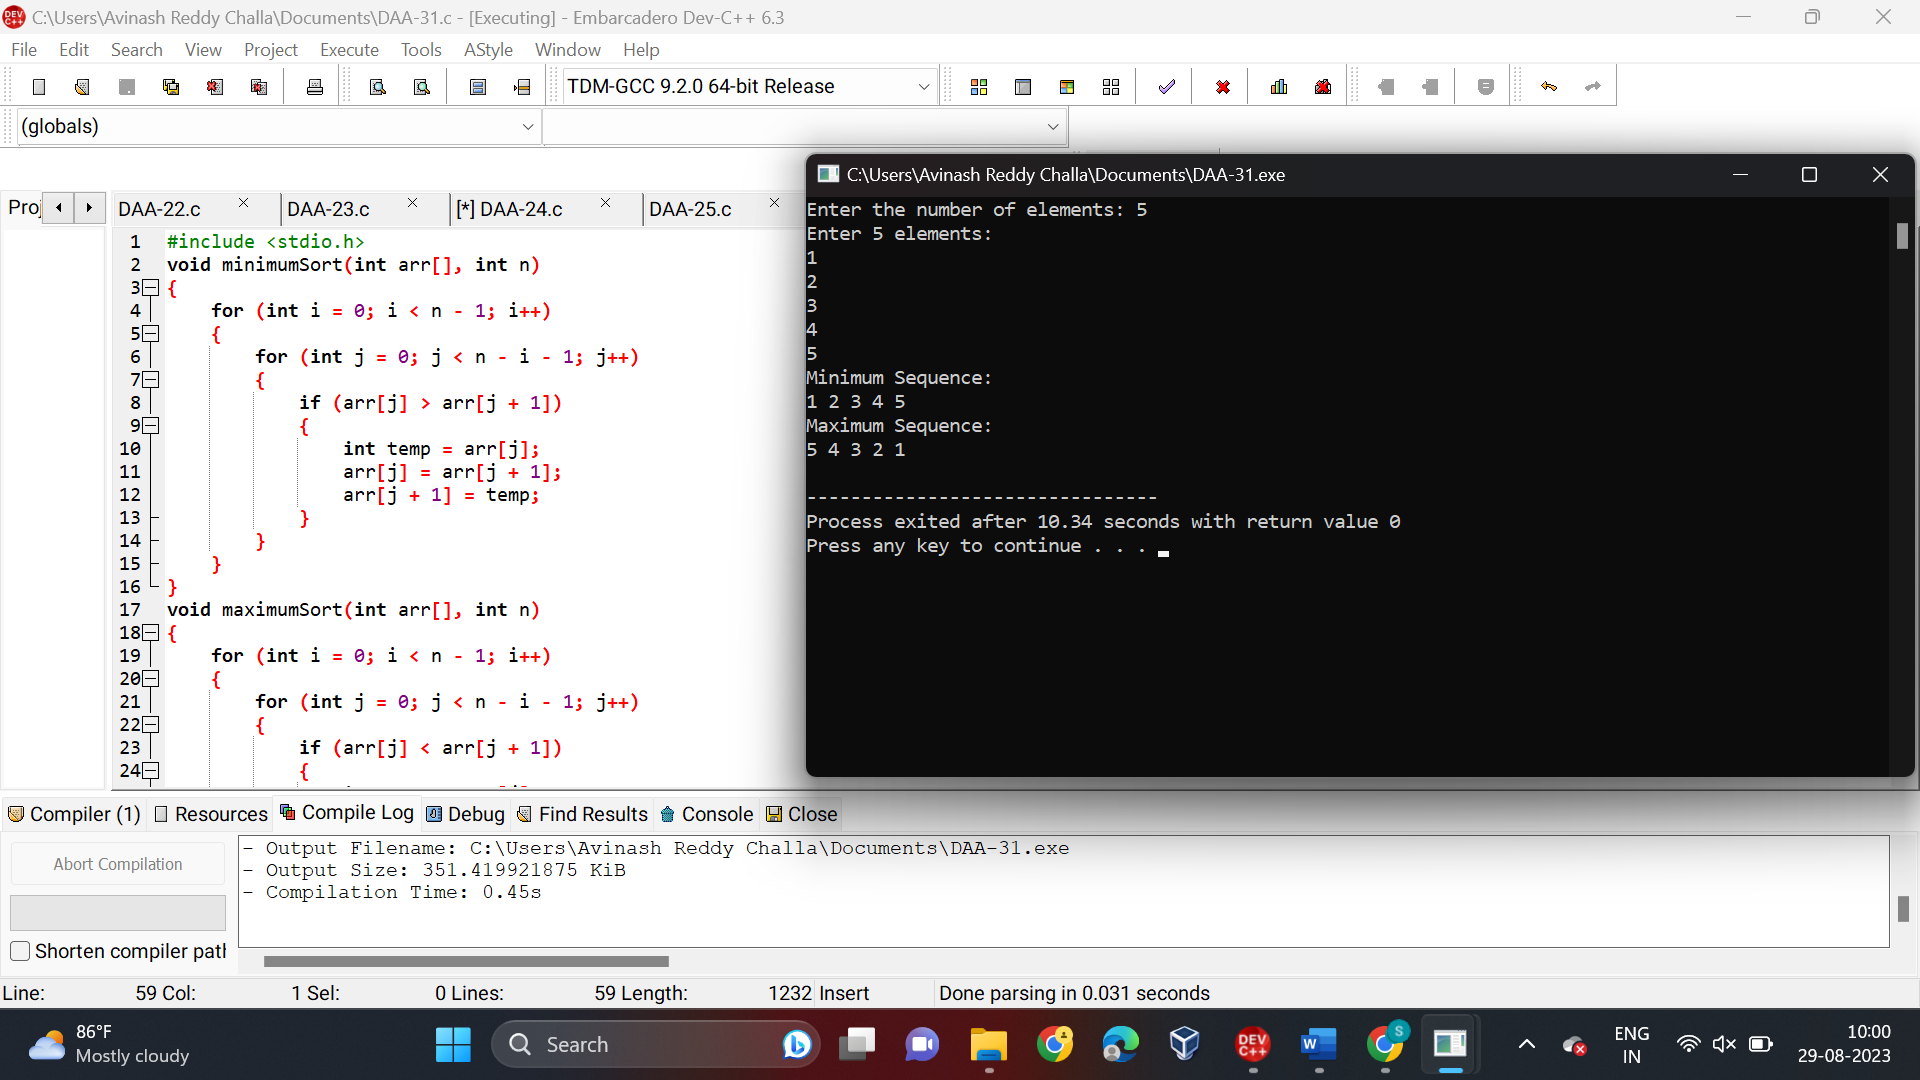 C:\Users\Avinash Reddy Challa\Documents\DAA-31.c - [Executing] - Embarcadero Dev-C++ 6.3
File Edit Search View Project Execute Tools AStyle Window Help
TDM-GCC 9.2.0 64-bit Release
(globals)
Proj DAA-22.c DAA-23.c [*] DAA-24.c DAA-25.c
1 #include <stdio.h>
2 void minimumSort(int arr[], int n)
3 {
4 for (int i = 0; i < n - 1; i++)
5 {
6 for (int j = 0; j < n - i - 1; j++)
7 {
8 if (arr[j] > arr[j + 1])
9 {
10 int temp = arr[j];
11 arr[j] = arr[j + 1];
12 arr[j + 1] = temp;
13 }
14 }
15 }
16 }
17 void maximumSort(int arr[], int n)
18 {
19 for (int i = 0; i < n - 1; i++)
20 {
21 for (int j = 0; j < n - i - 1; j++)
22 {
23 if (arr[j] < arr[j + 1])
24 {
C:\Users\Avinash Reddy Challa\Documents\DAA-31.exe
Enter the number of elements: 5
Enter 5 elements:
1
2
3
4
5
Minimum Sequence:
1 2 3 4 5
Maximum Sequence:
5 4 3 2 1
--------------------------------
Process exited after 10.34 seconds with return value 0
Press any key to continue . . .
Compiler (1) Resources Compile Log Debug Find Results Console Close
Abort Compilation
Shorten compiler path
- Output Filename: C:\Users\Avinash Reddy Challa\Documents\DAA-31.exe
- Output Size: 351.419921875 KiB
- Compilation Time: 0.45s
Line: 59 Col: 1 Sel: 0 Lines: 59 Length: 1232 Insert Done parsing in 0.031 seconds
86°F
Mostly cloudy
Search
DEV C++
W
S
ENG
IN
10:00
29-08-2023